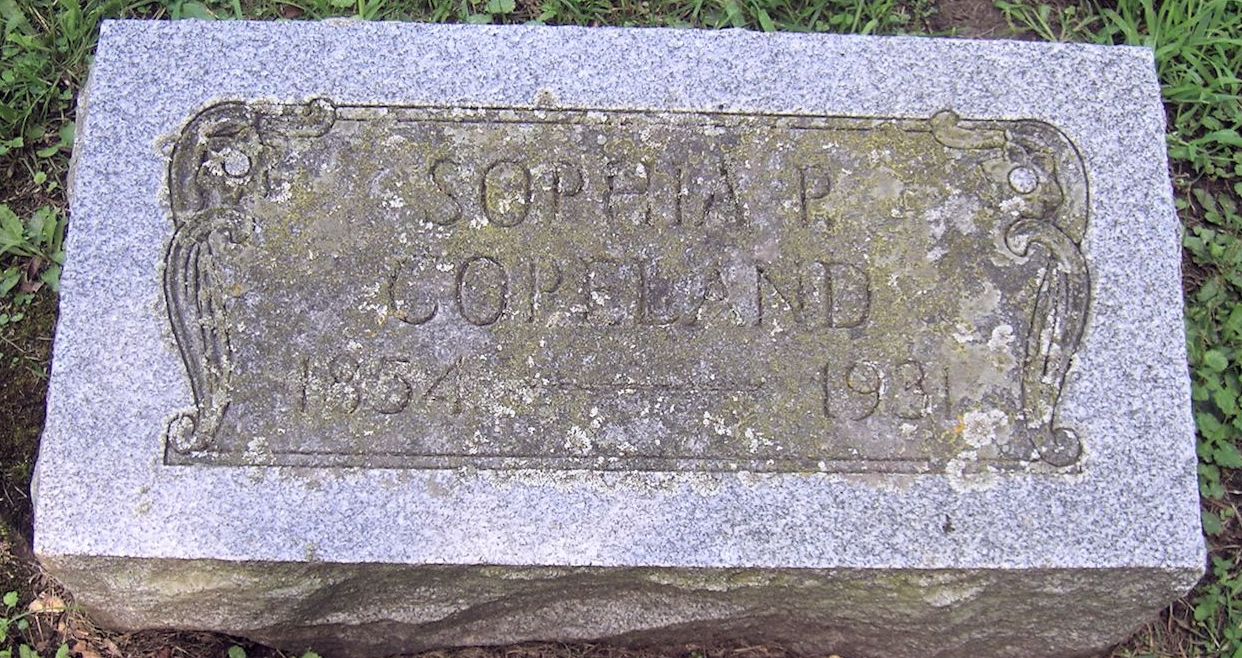 SOPHIA P.
COPELAND
1854 — 1931